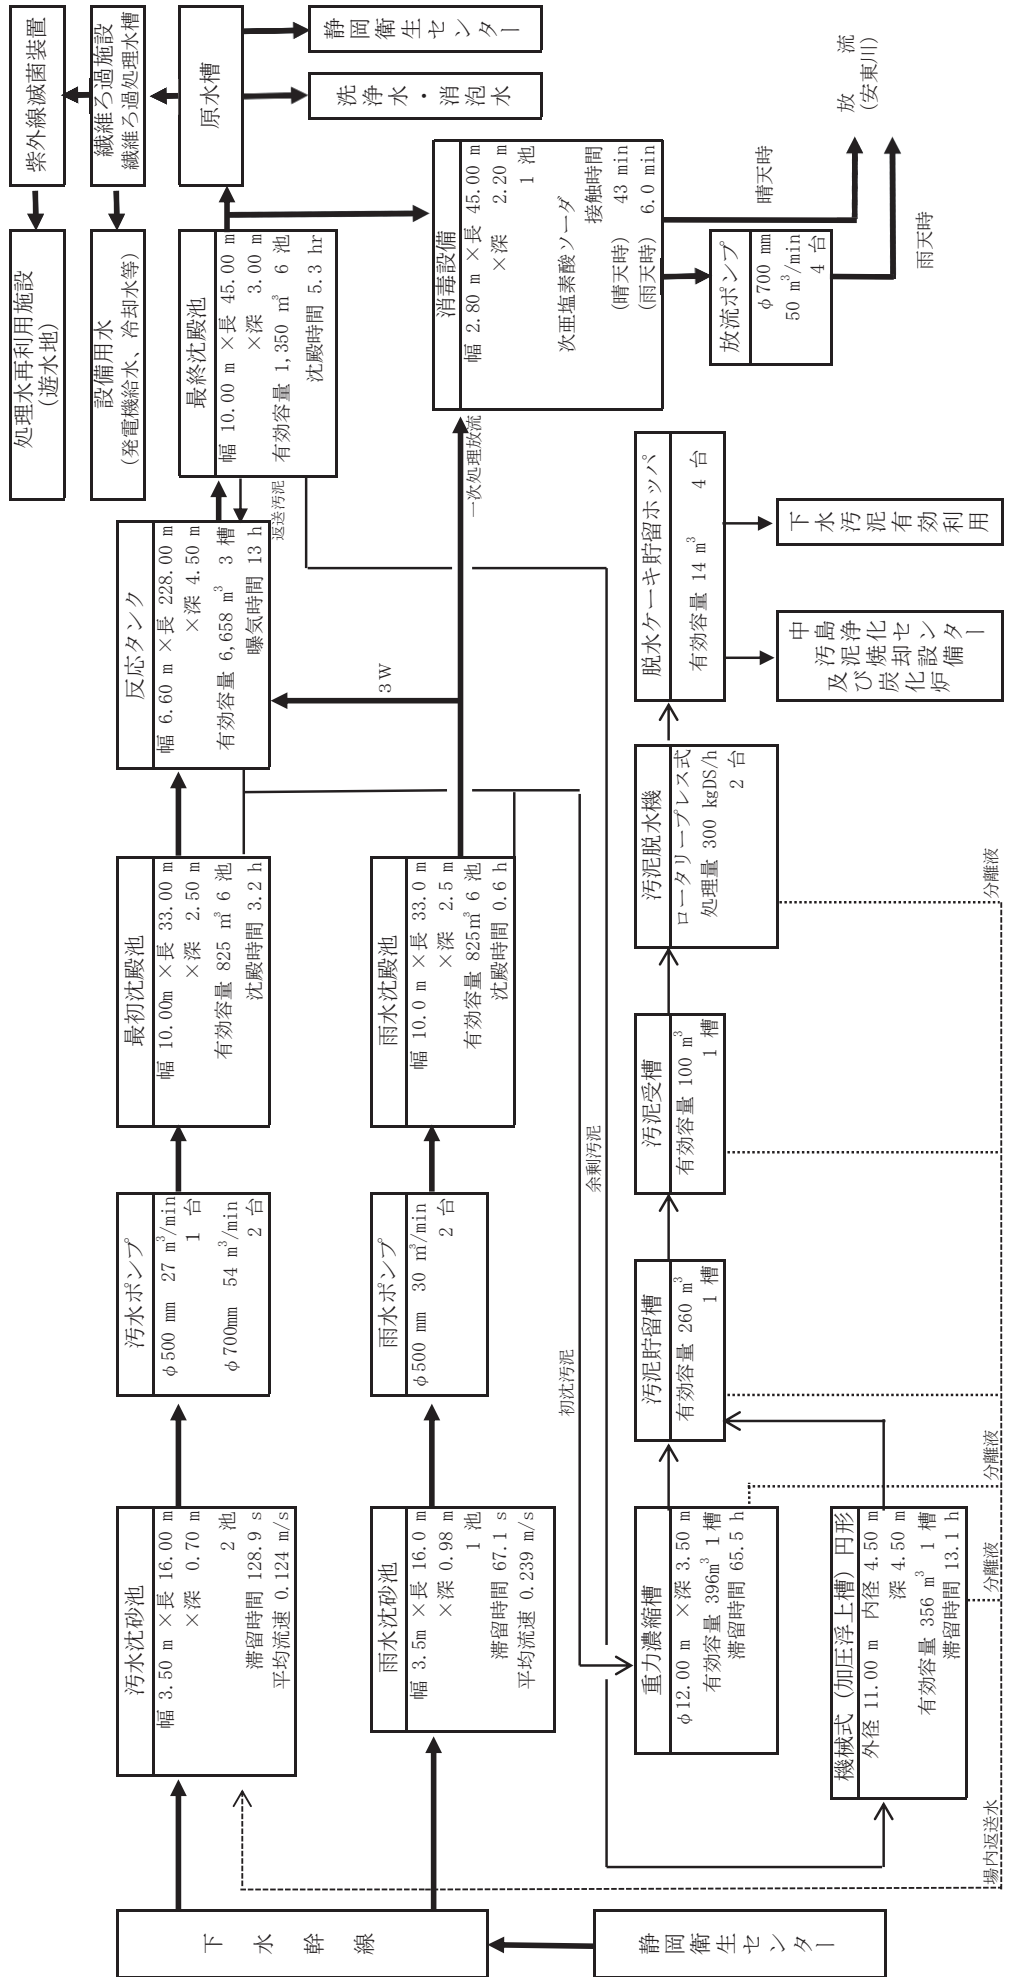 下水幹線
静岡衛生センター
汚水沈砂池
幅 3.50 m ×長 16.00 m
×深 0.70 m
2 池
滞留時間 128.9 s
平均流速 0.124 m/s
雨水沈砂池
幅 3.5m ×長 16.0 m
×深 0.98 m
1 池
滞留時間 67.1 s
平均流速 0.239 m/s
汚水ポンプ
φ500 mm 27 m³/min
1 台
φ700mm 54 m³/min
2 台
雨水ポンプ
φ500 mm 30 m³/min
2 台
最初沈殿池
幅 10.00m ×長 33.00 m
×深 2.50 m
有効容量 825 m³ 6 池
沈殿時間 3.2 h
雨水沈殿池
幅 10.0 m ×長 33.0 m
×深 2.5 m
有効容量 825m³ 6 池
沈殿時間 0.6 h
反応タンク
幅 6.60 m ×長 228.00 m
×深 4.50 m
有効容量 6,658 m³ 3 槽
曝気時間 13 h
3W
返送汚泥
一次処理放流
最終沈殿池
幅 10.00 m ×長 45.00 m
×深 3.00 m
有効容量 1,350 m³ 6 池
沈殿時間 5.3 hr
消毒設備
幅 2.80 m ×長 45.00 m
×深 2.20 m
1 池
次亜塩素酸ソーダ
接触時間
(晴天時) 43 min
(雨天時) 6.0 min
処理水再利用施設
(遊水地)
紫外線滅菌装置
設備用水
(発電機給水、冷却水等)
繊維ろ過施設
繊維ろ過処理水槽
原水槽
静岡衛生センター
洗浄水・消泡水
放流ポンプ
φ700 mm
50 m³/min
4 台
晴天時
雨天時
放 流
(安東川)
初沈汚泥
余剰汚泥
重力濃縮槽
φ12.00 m ×深 3.50 m
有効容量 396m³ 1 槽
滞留時間 65.5 h
機械式 (加圧浮上槽) 円形
外径 11.00 m 内径 4.50 m
深 4.50 m
有効容量 356 m³ 1 槽
滞留時間 13.1 h
汚泥貯留槽
有効容量 260 m³
1 槽
汚泥受槽
有効容量 100 m³
1 槽
汚泥脱水機
ロータリープレス式
処理量 300 kgDS/h
2 台
脱水ケーキ貯留ホッパ
有効容量 14 m³ 4 台
中島浄化センター
汚泥焼却設備
及び炭化炉
下水汚泥有効利用
場内返送水
分離液
分離液
分離液